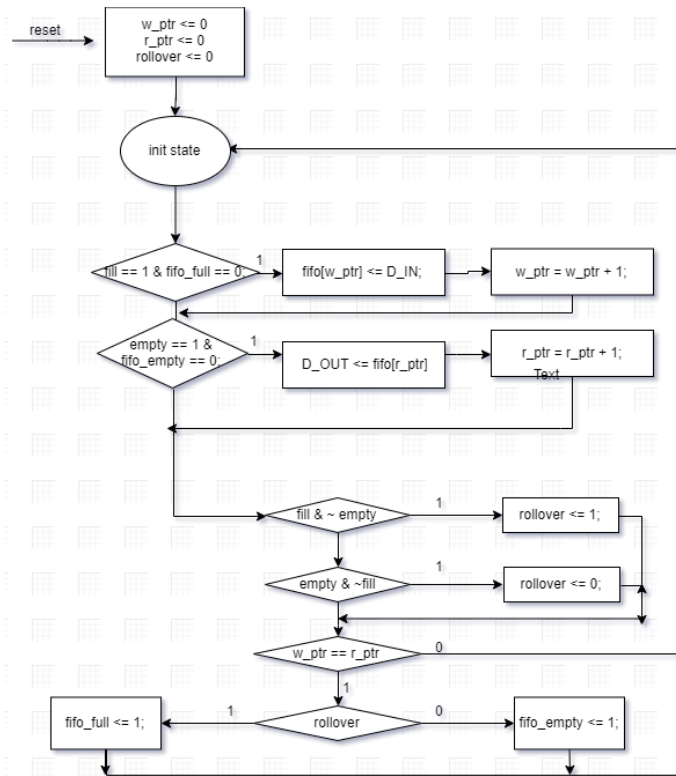 reset
w_ptr <= 0
r_ptr <= 0
rollover <= 0
init state
fill == 1 & fifo_full == 0;
1
fifo[w_ptr] <= D_IN;
w_ptr = w_ptr + 1;
empty == 1 &
fifo_empty == 0;
1
D_OUT <= fifo[r_ptr]
r_ptr = r_ptr + 1;
Text
fill & ~ empty
1
rollover <= 1;
empty & ~fill
1
rollover <= 0;
w_ptr == r_ptr
0
1
fifo_full <= 1;
1
rollover
0
fifo_empty <= 1;